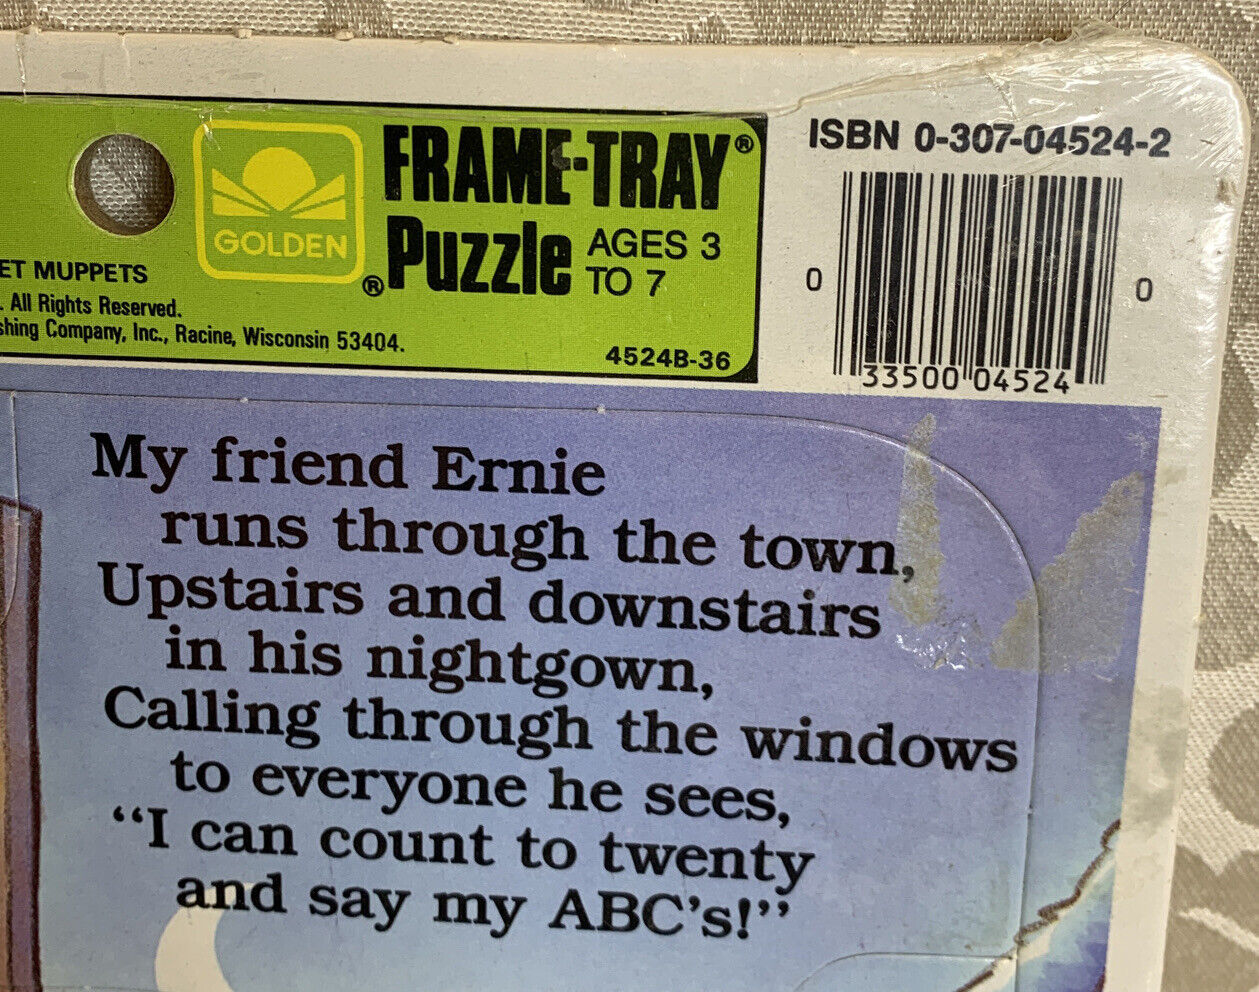 FRAME-TRAY®
Puzzle
AGES 3
TO 7
GOLDEN®
MUPPETS
. All Rights Reserved.
Company, Inc., Racine, Wisconsin 53404.
4524B-36
ISBN 0-307-04524-2
0 33500 04524 0
My friend Ernie
runs through the town,
Upstairs and downstairs
in his nightgown,
Calling through the windows
to everyone he sees,
“I can count to twenty
and say my ABC’s!”